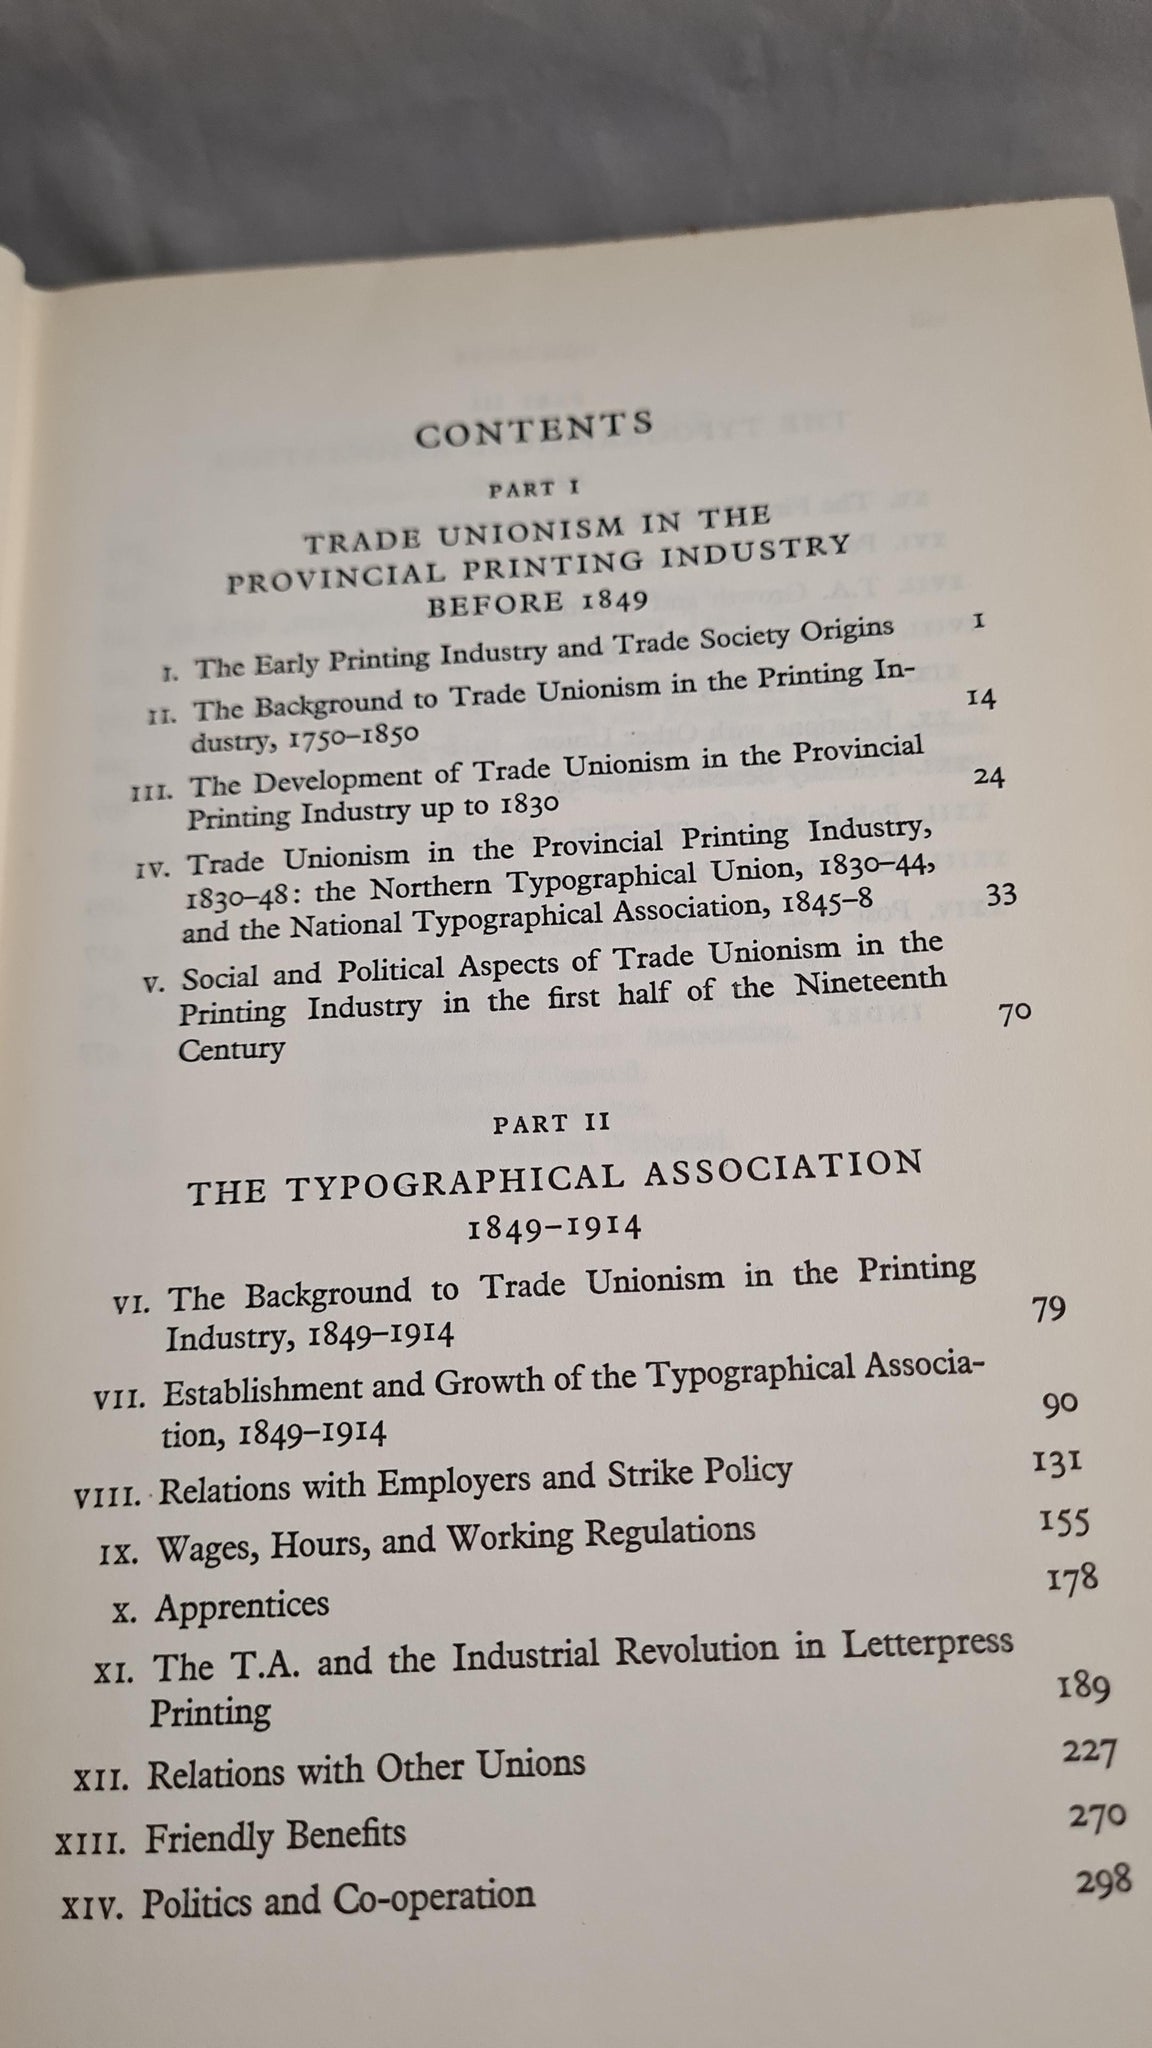 CONTENTS
PART I
TRADE UNIONISM IN THE
PROVINCIAL PRINTING INDUSTRY
BEFORE 1849
I. The Early Printing Industry and Trade Society Origins 1
II. The Background to Trade Unionism in the Printing In-
dustry, 1750–1850 14
III. The Development of Trade Unionism in the Provincial
Printing Industry up to 1830 24
IV. Trade Unionism in the Provincial Printing Industry,
1830–48: the Northern Typographical Union, 1830–44,
and the National Typographical Association, 1845–8 33
V. Social and Political Aspects of Trade Unionism in the
Printing Industry in the first half of the Nineteenth
Century 70
PART II
THE TYPOGRAPHICAL ASSOCIATION
1849–1914
VI. The Background to Trade Unionism in the Printing
Industry, 1849–1914 79
VII. Establishment and Growth of the Typographical Associa-
tion, 1849–1914 90
VIII. Relations with Employers and Strike Policy 131
IX. Wages, Hours, and Working Regulations 155
X. Apprentices 178
XI. The T.A. and the Industrial Revolution in Letterpress
Printing 189
XII. Relations with Other Unions 227
XIII. Friendly Benefits 270
XIV. Politics and Co-operation 298